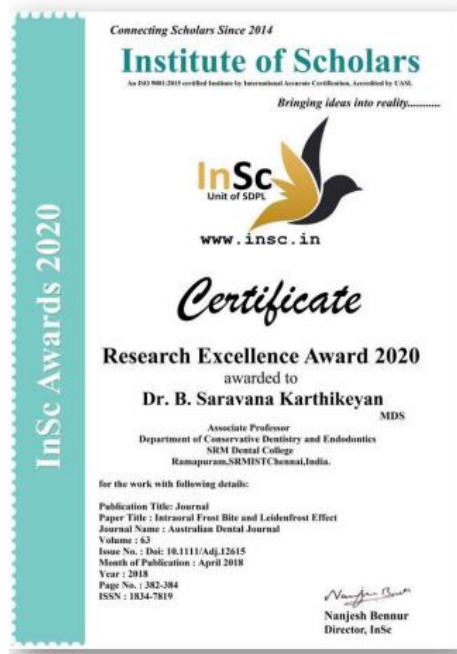 Connecting Scholars Since 2014
Institute of Scholars
An ISO 9001:2015 certified Institute by International Accurate Certification, Accredited by UASL
Bringing ideas into reality...........
InSc
Unit of SDPL
www.insc.in
InSc Awards 2020
Certificate
Research Excellence Award 2020
awarded to
Dr. B. Saravana Karthikeyan
MDS
Associate Professor
Department of Conservative Dentistry and Endodontics
SRM Dental College
Ramapuram,SRMISTChennai,India.
for the work with following details:
Publication Title: Journal
Paper Title : Intraoral Frost Bite and Leidenfrost Effect
Journal Name : Australian Dental Journal
Volume : 63
Issue No. : Doi: 10.1111/Adj.12615
Month of Publication : April 2018
Year : 2018
Page No. : 382-384
ISSN : 1834-7819
Nanjesh Bennur
Director, InSc